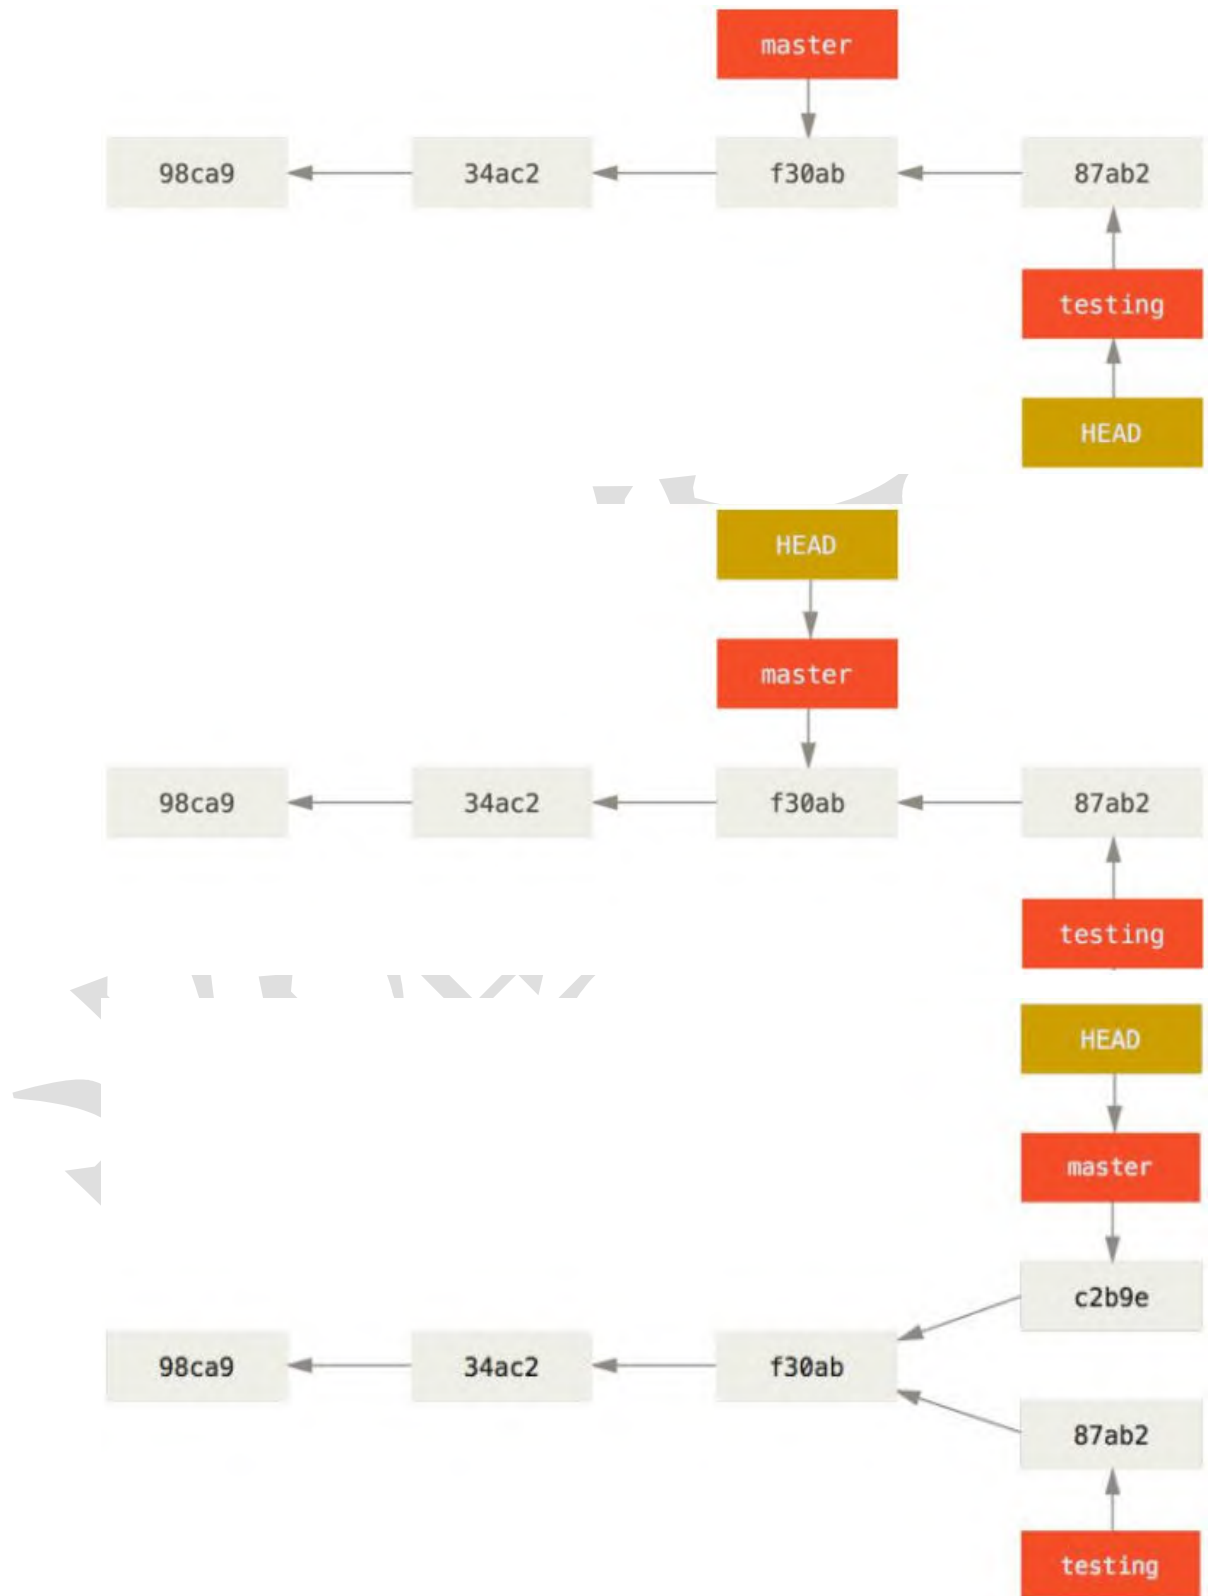 master
98ca9 34ac2 f30ab 87ab2
testing
HEAD
HEAD
master
98ca9 34ac2 f30ab 87ab2
testing
HEAD
master
c2b9e
98ca9 34ac2 f30ab
87ab2
testing